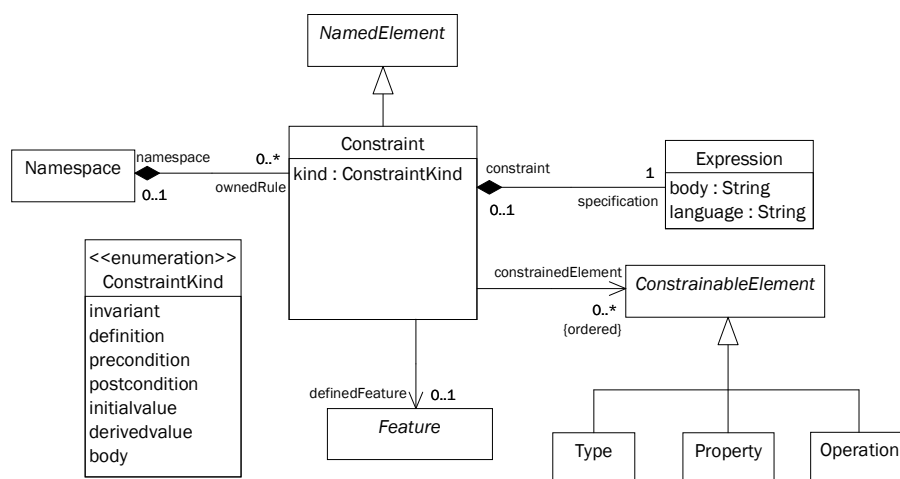 NamedElement
Constraint
kind : ConstraintKind
Namespace
namespace
0..1
0..*
ownedRule
constraint
0..1
1
specification
Expression
body : String
language : String
<<enumeration>>
ConstraintKind
invariant
definition
precondition
postcondition
initialvalue
derivedvalue
body
constrainedElement
0..*
{ordered}
ConstrainableElement
definedFeature
0..1
Feature
Type
Property
Operation